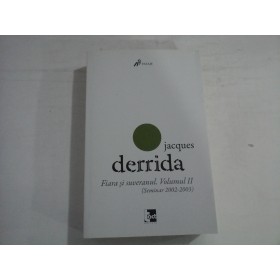 jacques
derrida
Fiara și suveranul. Volumul II
(Seminar 2002-2003)